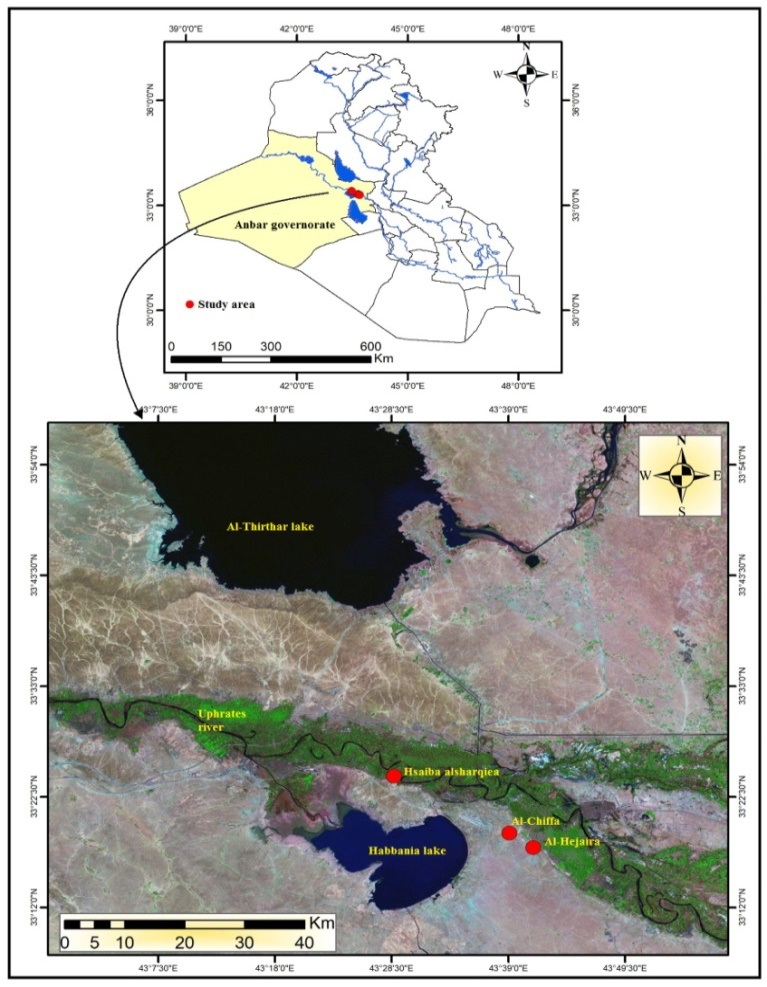 39°0'0"E 42°0'0"E 45°0'0"E 48°0'0"E
N
W E
S
36°0'0"N 36°0'0"N
33°0'0"N 33°0'0"N
30°0'0"N 30°0'0"N
Anbar governorate
Study area
0 150 300 600
Km
39°0'0"E 42°0'0"E 45°0'0"E 48°0'0"E
43°7'30"E 43°18'0"E 43°28'30"E 43°39'0"E 43°49'30"E
N
W E
S
33°54'0"N 33°54'0"N
Al-Thirthar lake
33°43'30"N 33°43'30"N
33°33'0"N 33°33'0"N
Uphrates
river
Hsaiba alsharqiea
33°22'30"N 33°22'30"N
Al-Chiffa
Al-Hejaira
Habbania lake
33°12'0"N 33°12'0"N
Km
0 5 10 20 30 40
43°7'30"E 43°18'0"E 43°28'30"E 43°39'0"E 43°49'30"E